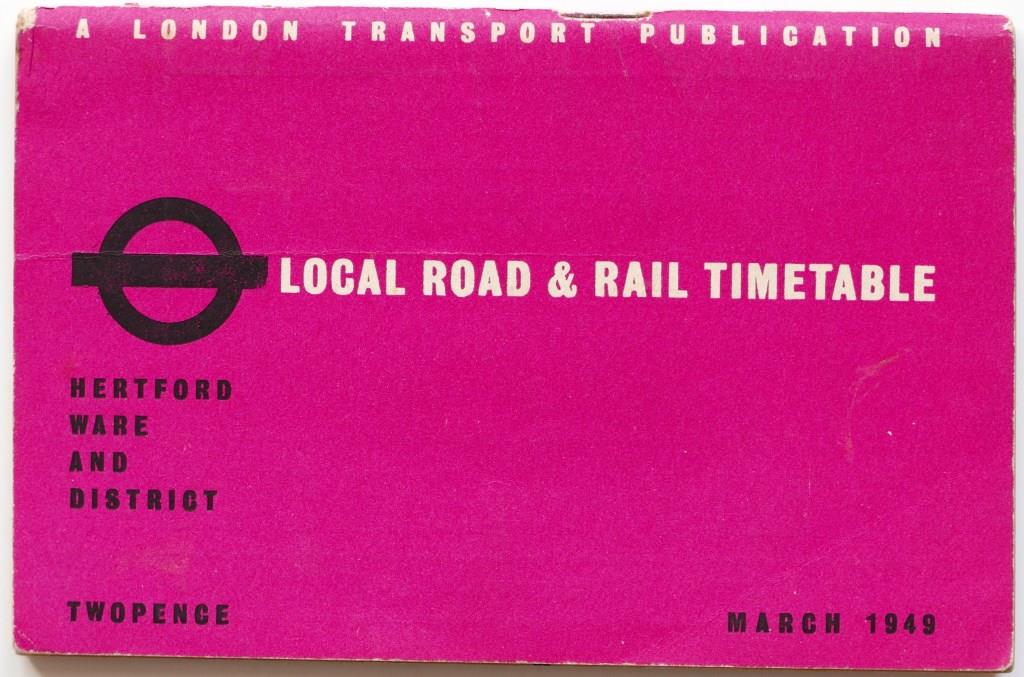 A LONDON TRANSPORT PUBLICATION
LOCAL ROAD & RAIL TIMETABLE
HERTFORD
WARE
AND
DISTRICT
TWOPENCE
MARCH 1949